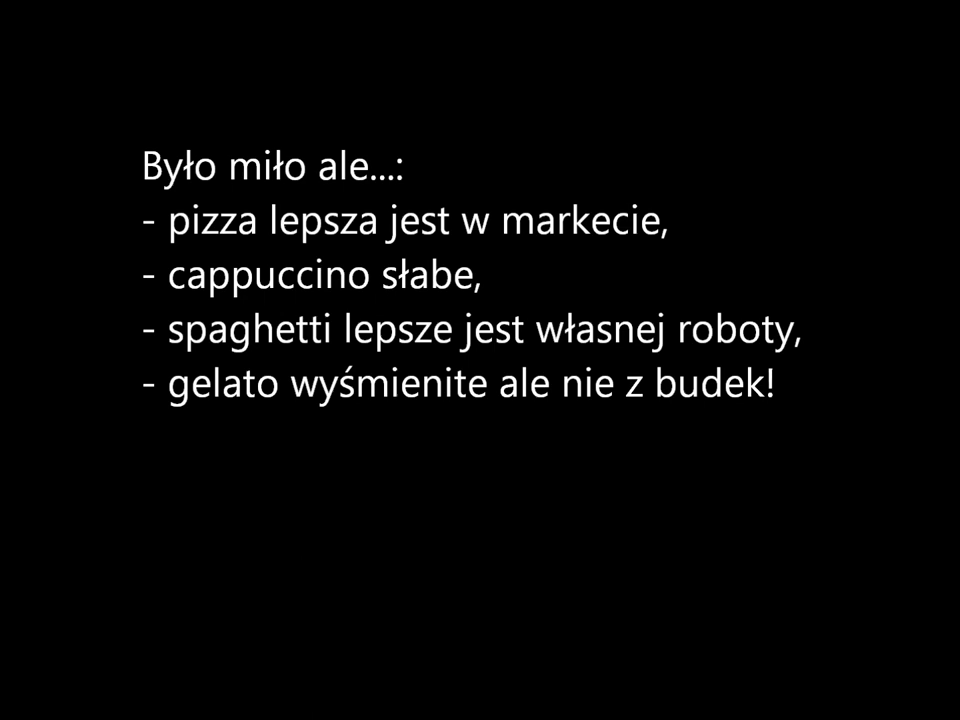 Było miło ale...:
- pizza lepsza jest w markecie,
- cappuccino słabe,
- spaghetti lepsze jest własnej roboty,
- gelato wyśmienite ale nie z budek!